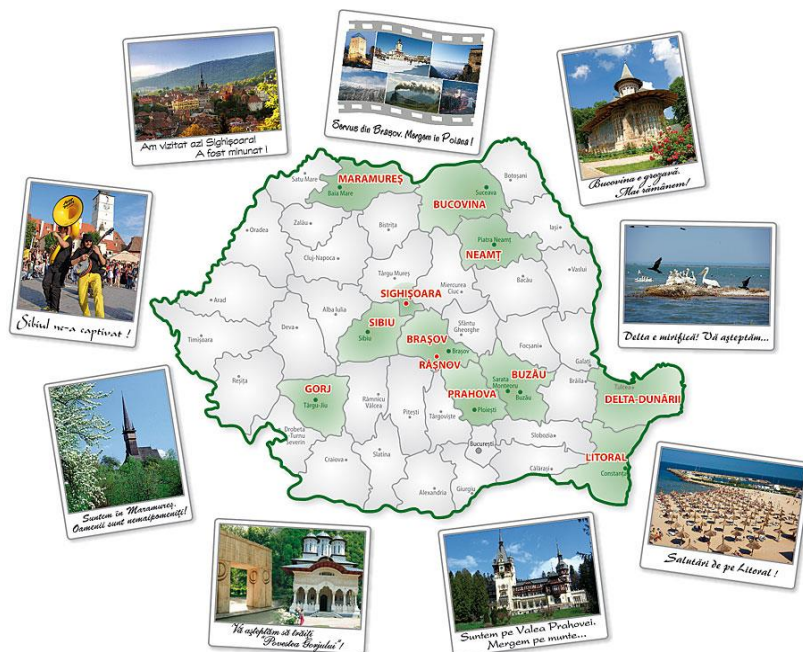 Am vizitat azi Sighișoara!
A fost minunat !
Servus din Brașov. Mergem în Poiana !
Bucovina e grozavă.
Mai rămânem!
Sibiul ne-a captivat !
Delta e mirifică! Vă așteptăm...
Suntem în Maramureș.
Oamenii sunt nemaipomeniți!
Salutări de pe Litoral !
Vă așteptăm să trăiți
"Povestea Gorjului"!
Suntem pe Valea Prahovei.
Mergem pe munte...
Satu Mare
MARAMUREȘ
Baia Mare
Botoșani
Suceava
BUCOVINA
Oradea
Zalău
Bistrița
Iași
Piatra Neamț
NEAMȚ
Cluj-Napoca
Târgu Mureș
Miercurea
Ciuc
Bacău
Vaslui
Arad
SIGHIȘOARA
Alba Iulia
Timișoara
Deva
SIBIU
Sibiu
BRAȘOV
Brașov
Sfântu
Gheorghe
Focșani
Galați
RÂȘNOV
Reșița
GORJ
Târgu-Jiu
Râmnicu
Vâlcea
Pitești
Târgoviște
PRAHOVA
Ploiești
BUZĂU
Sarata
Monteoru
Buzău
Brăila
Tulcea
DELTA-DUNĂRII
Drobeta
-Turnu
Severin
Craiova
Slatina
Alexandria
București
Giurgiu
Slobozia
Călărași
LITORAL
Constanța